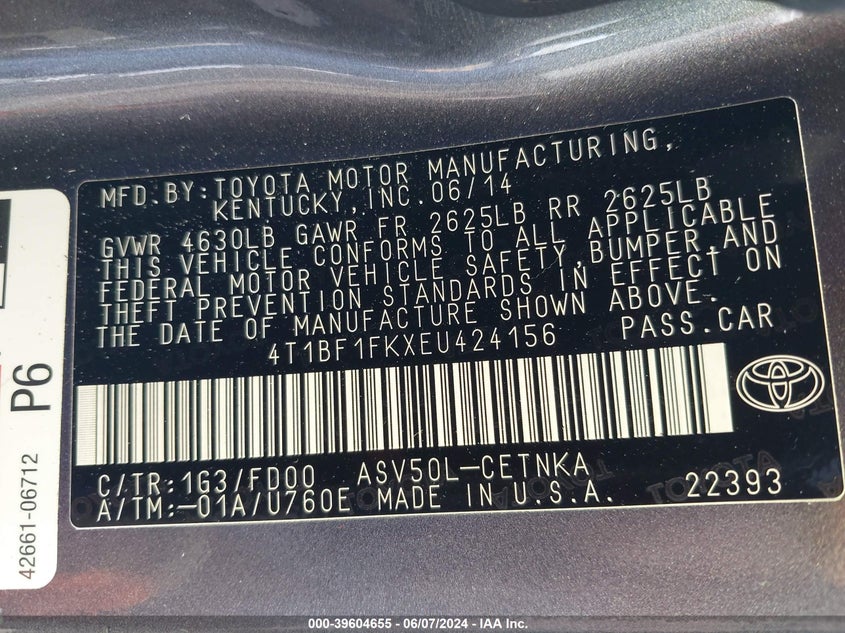 MFD.BY:TOYOTA MOTOR MANUFACTURING,
KENTUCKY,INC.06/14
GVWR 4630LB GAWR FR 2625LB RR 2625LB
THIS VEHICLE CONFORMS TO ALL APPLICABLE
FEDERAL MOTOR VEHICLE SAFETY,BUMPER,AND
THEFT PREVENTION STANDARDS IN EFFECT ON
THE DATE OF MANUFACTURE SHOWN ABOVE.
4T1BF1FKXEU424156 PASS.CAR
C/TR:1G3/FD00 ASV50L-CETNKA
A/TM:-01A/U760E MADE IN U.S.A. 22393
P6
42661-06712
000-39604655 - 06/07/2024 - IAA Inc.